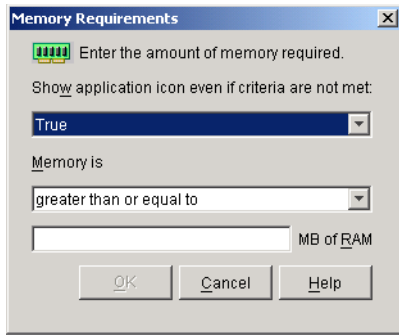 Memory Requirements
Enter the amount of memory required.
Show application icon even if criteria are not met:
True
Memory is
greater than or equal to
MB of RAM
OK Cancel Help